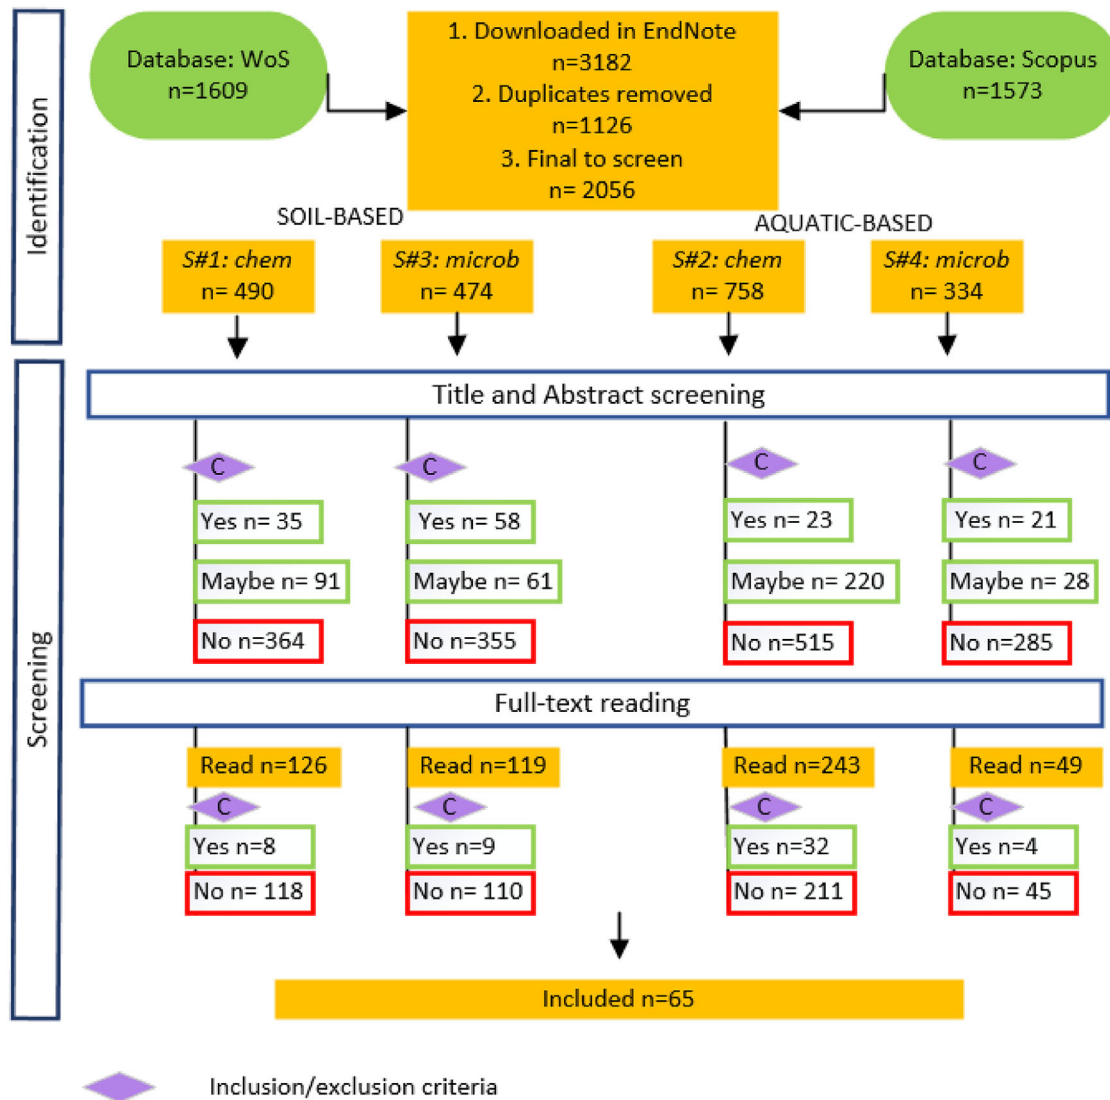 Identification
Database: WoS
n=1609
1. Downloaded in EndNote
n=3182
2. Duplicates removed
n=1126
3. Final to screen
n= 2056
Database: Scopus
n=1573
SOIL-BASED
AQUATIC-BASED
S#1: chem
n= 490
S#3: microb
n= 474
S#2: chem
n= 758
S#4: microb
n= 334
Screening
Title and Abstract screening
C
C
C
C
Yes n= 35
Yes n= 58
Yes n= 23
Yes n= 21
Maybe n= 91
Maybe n= 61
Maybe n= 220
Maybe n= 28
No n=364
No n=355
No n=515
No n=285
Full-text reading
Read n=126
Read n=119
Read n=243
Read n=49
C
C
C
C
Yes n=8
Yes n=9
Yes n=32
Yes n=4
No n= 118
No n= 110
No n= 211
No n= 45
Included n=65
Inclusion/exclusion criteria